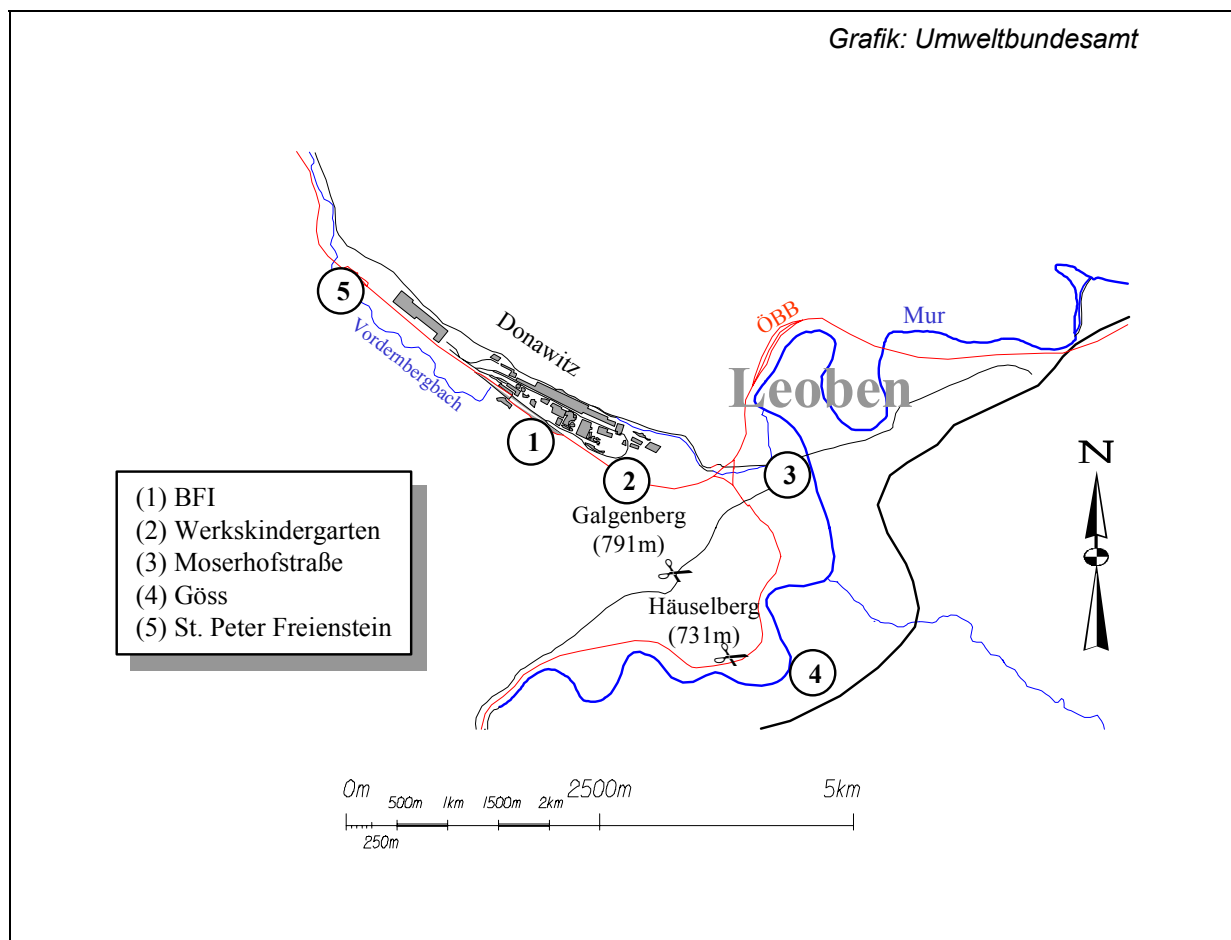 Grafik: Umweltbundesamt
5
Donawitz
Vordernbergbach
ÖBB
Mur
Leoben
1
2
3
N
Galgenberg
(791m)
Häuselberg
(731m)
4
(1) BFI
(2) Werkskindergarten
(3) Moserhofstraße
(4) Göss
(5) St. Peter Freienstein
0m 500m 1km 1500m 2km 2500m 5km
250m